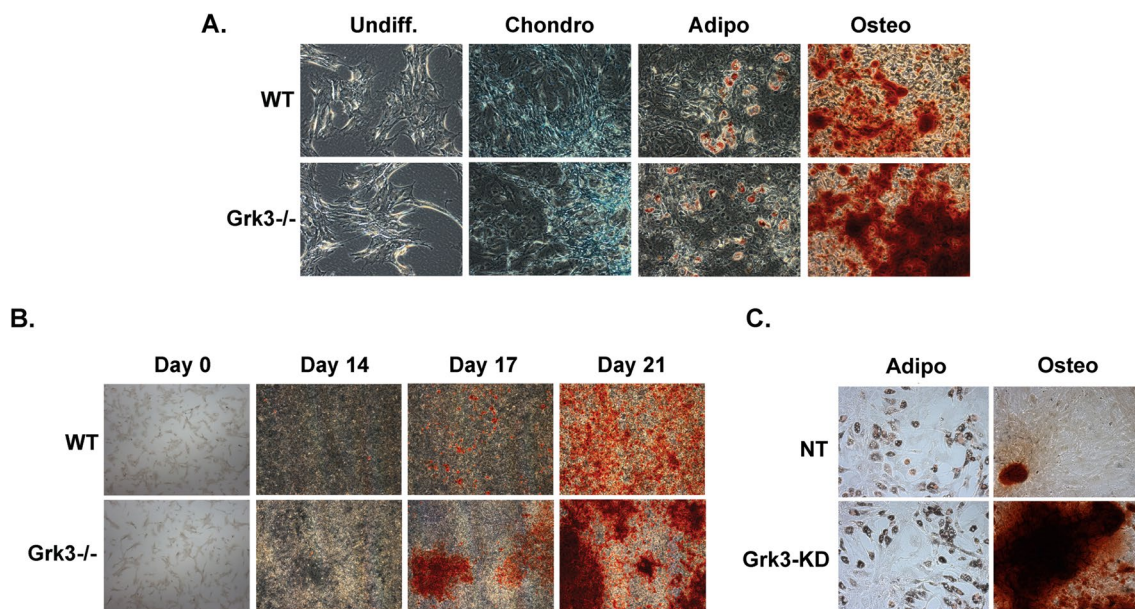 A.
Undiff. Chondro Adipo Osteo
WT
Grk3-/-
B.
Day 0 Day 14 Day 17 Day 21
WT
Grk3-/-
C.
Adipo Osteo
NT
Grk3-KD